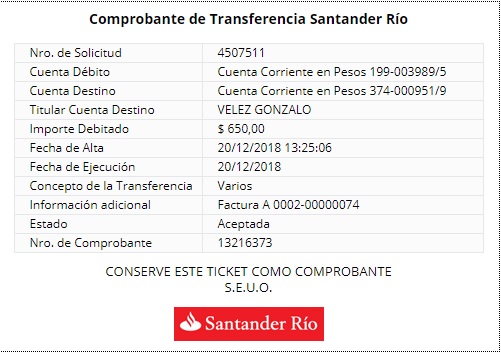 Comprobante de Transferencia Santander Río
Nro. de Solicitud 4507511
Cuenta Débito Cuenta Corriente en Pesos 199-003989/5
Cuenta Destino Cuenta Corriente en Pesos 374-000951/9
Titular Cuenta Destino VELEZ GONZALO
Importe Debitado $ 650,00
Fecha de Alta 20/12/2018 13:25:06
Fecha de Ejecución 20/12/2018
Concepto de la Transferencia Varios
Información adicional Factura A 0002-00000074
Estado Aceptada
Nro. de Comprobante 13216373
CONSERVE ESTE TICKET COMO COMPROBANTE
S.E.U.O.
Santander Río